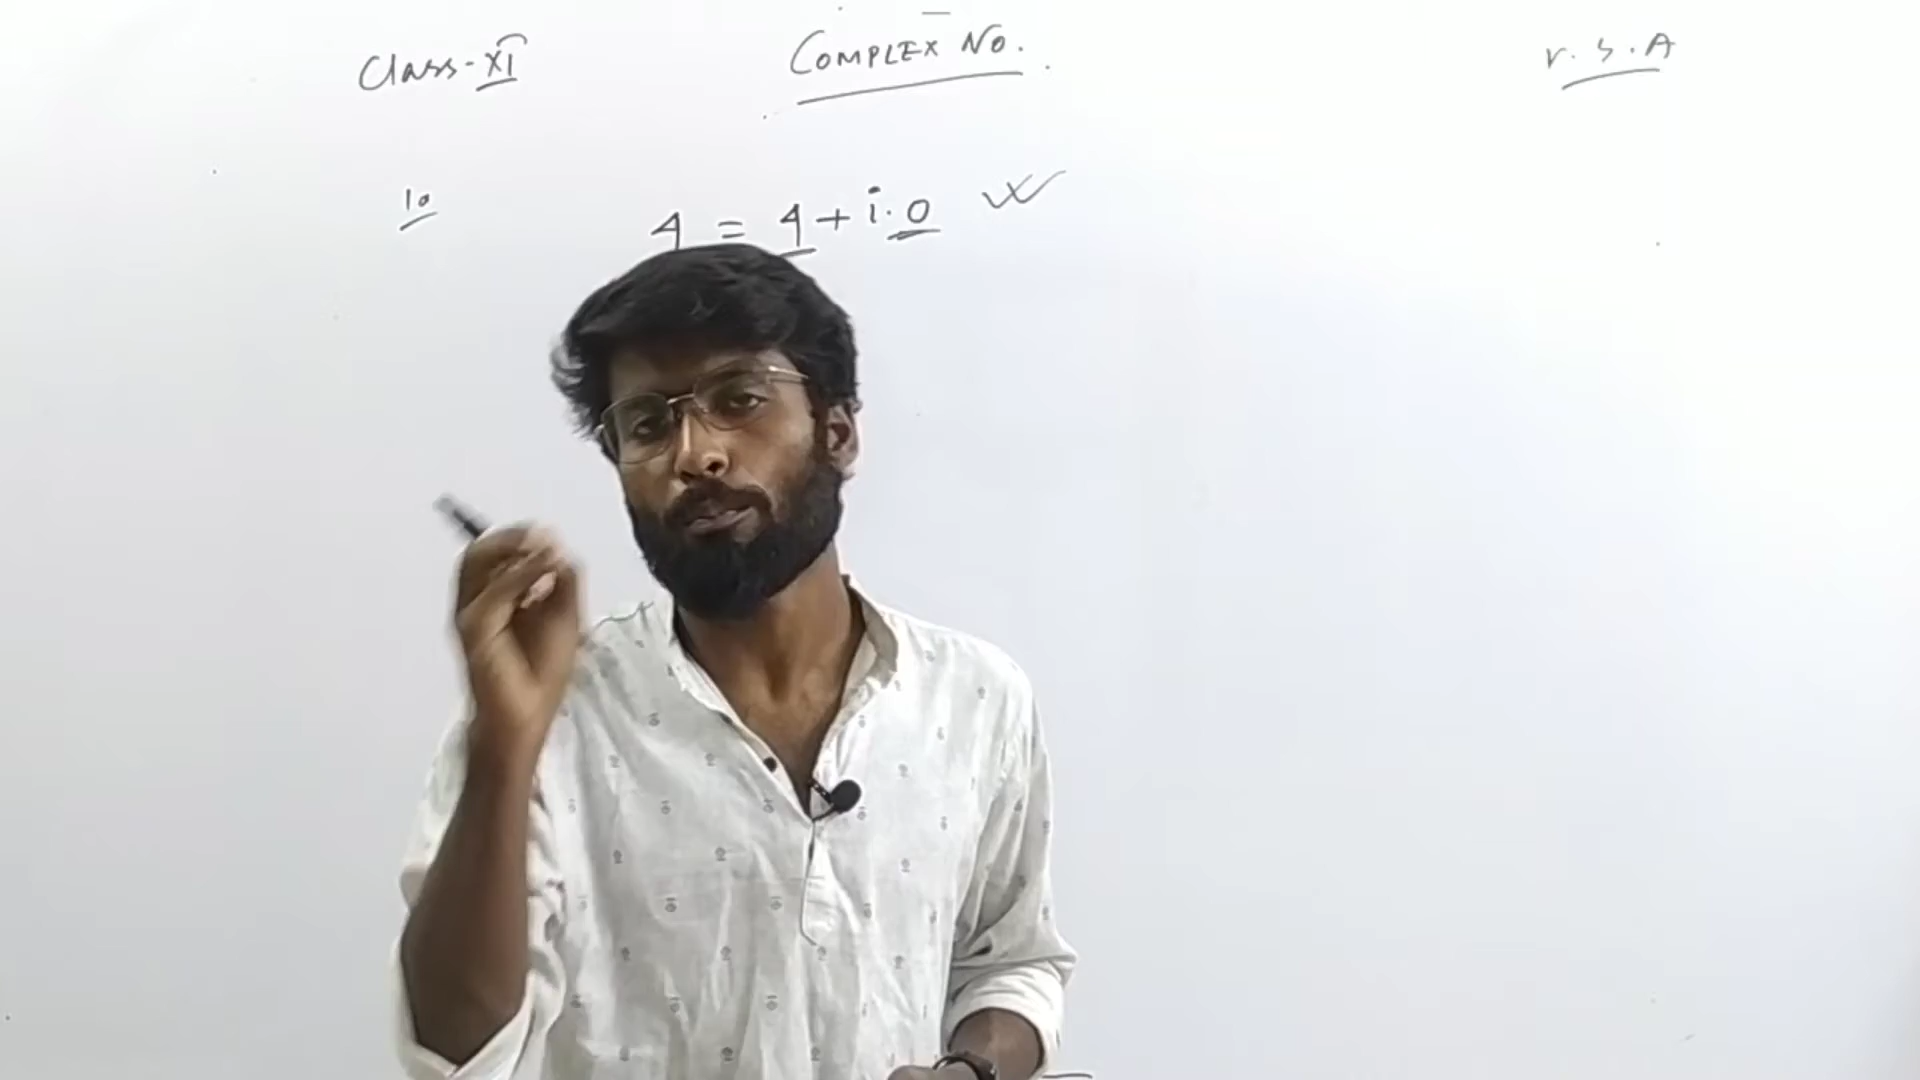 Class-XI COMPLEX NO. r. S. A
10
4 = 4 + i.0